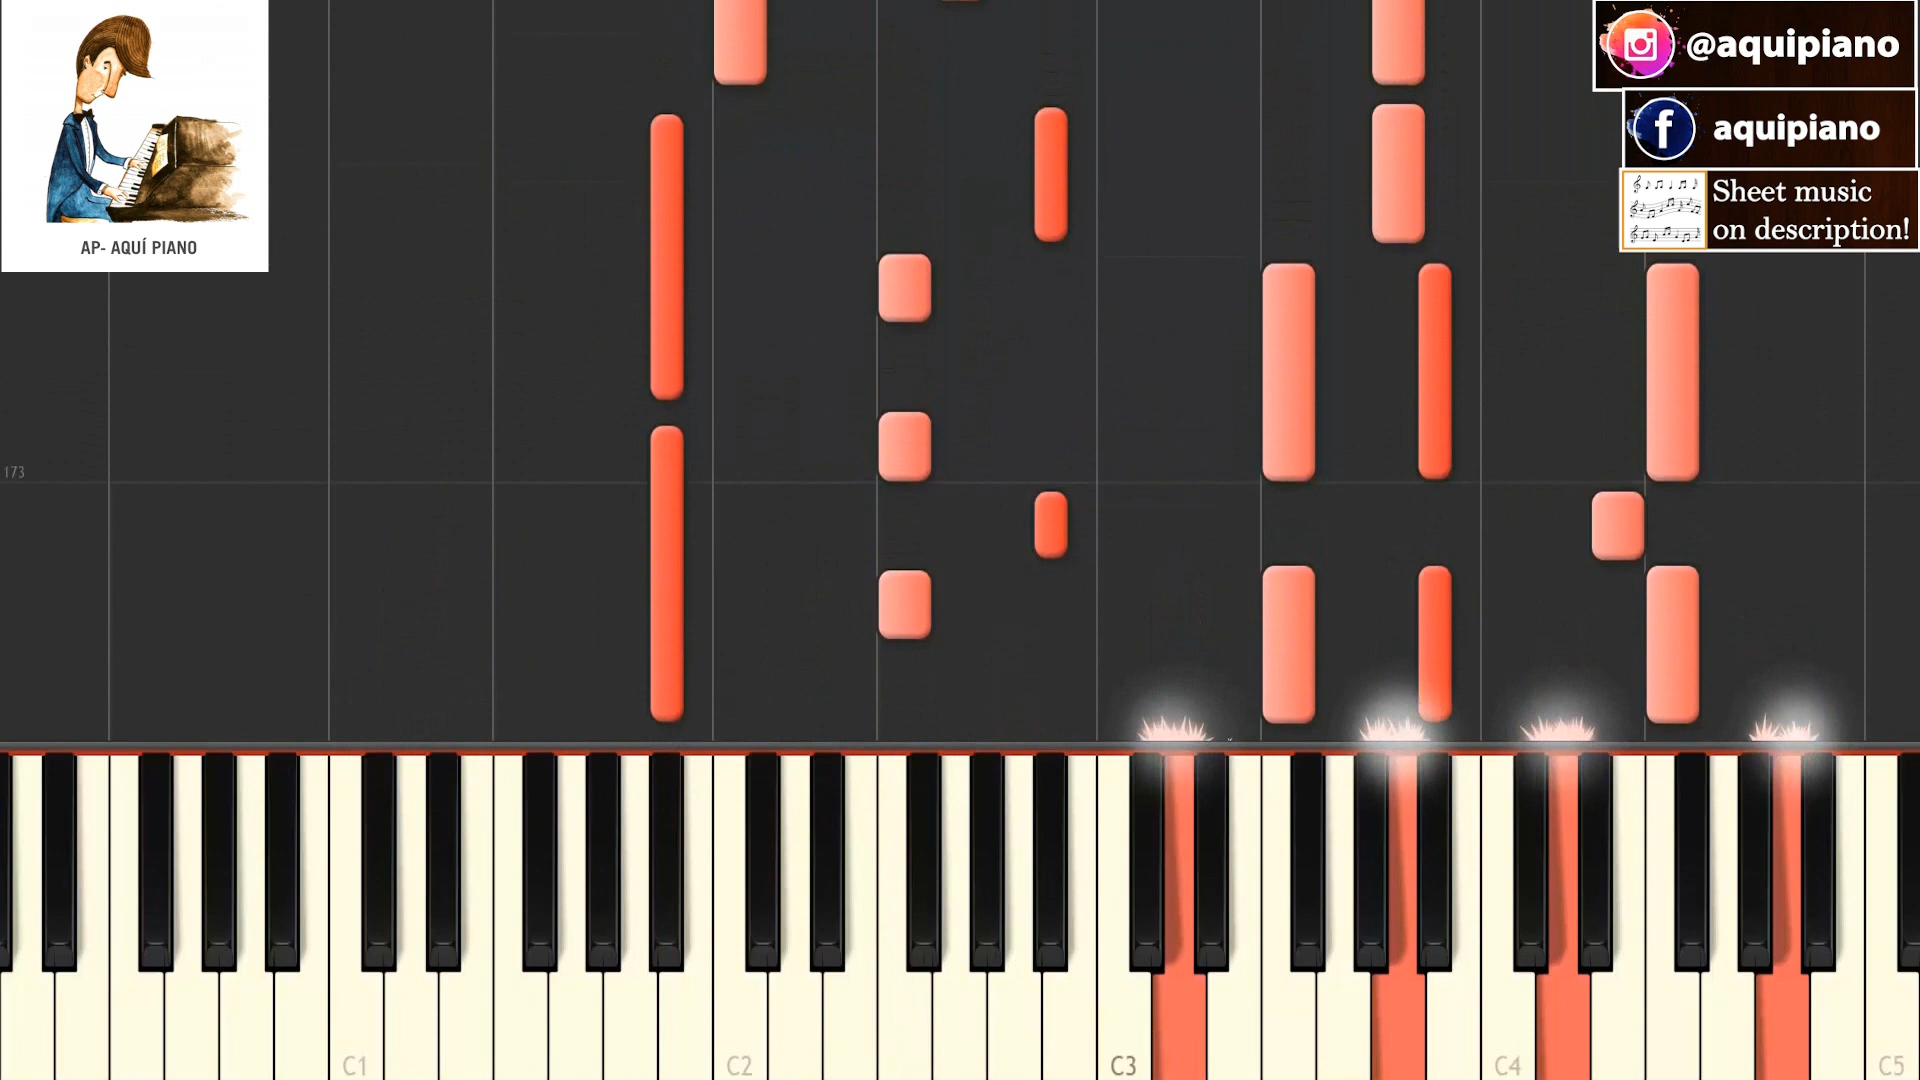 AP- AQUÍ PIANO
@aquipiano
aquipiano
Sheet music
on description!
173
C1
C2
C3
C4
C5